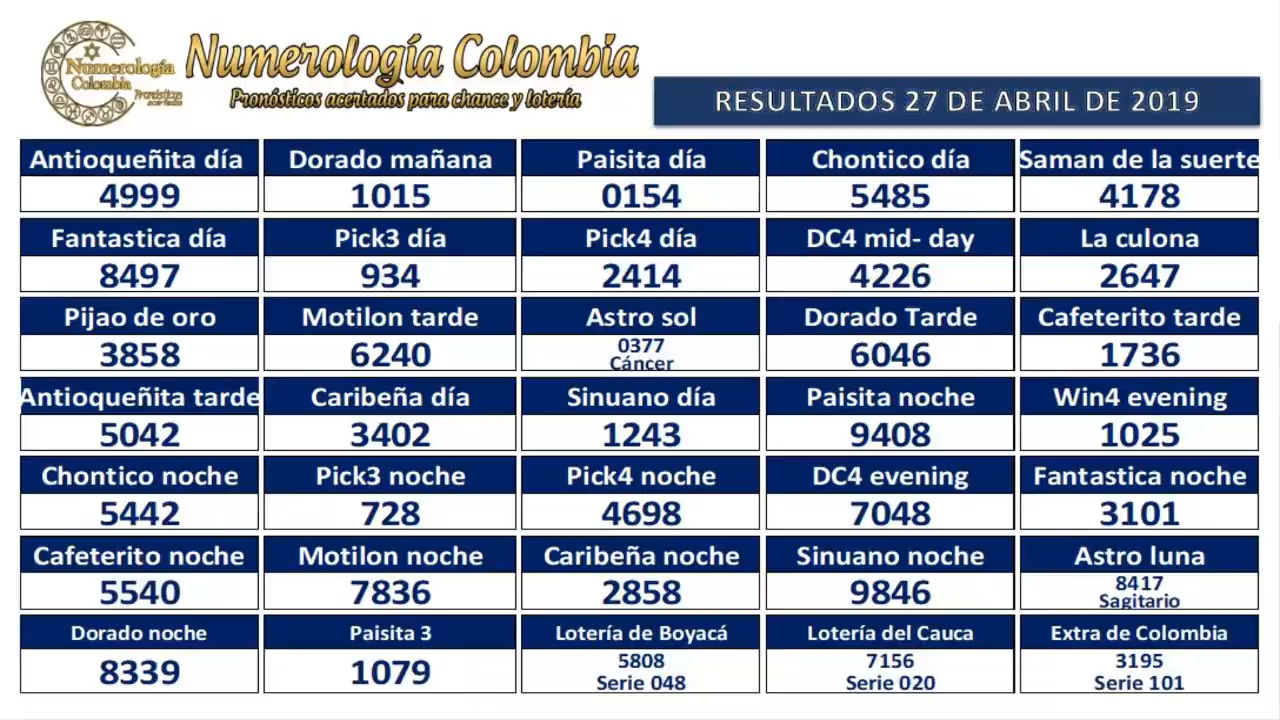 Numerología
Colombia
Pronósticos
acertados
Numerología Colombia
Pronósticos acertados para chance y lotería
RESULTADOS 27 DE ABRIL DE 2019
Antioqueñita día Dorado mañana Paisita día Chontico día Saman de la suerte
4999 1015 0154 5485 4178
Fantastica día Pick3 día Pick4 día DC4 mid- day La culona
8497 934 2414 4226 2647
Pijao de oro Motilon tarde Astro sol Dorado Tarde Cafeterito tarde
3858 6240 0377 Cáncer 6046 1736
Antioqueñita tarde Caribeña día Sinuano día Paisita noche Win4 evening
5042 3402 1243 9408 1025
Chontico noche Pick3 noche Pick4 noche DC4 evening Fantastica noche
5442 728 4698 7048 3101
Cafeterito noche Motilon noche Caribeña noche Sinuano noche Astro luna
5540 7836 2858 9846 8417 Sagitario
Dorado noche Paisita 3 Lotería de Boyacá Lotería del Cauca Extra de Colombia
8339 1079 5808 Serie 048 7156 Serie 020 3195 Serie 101